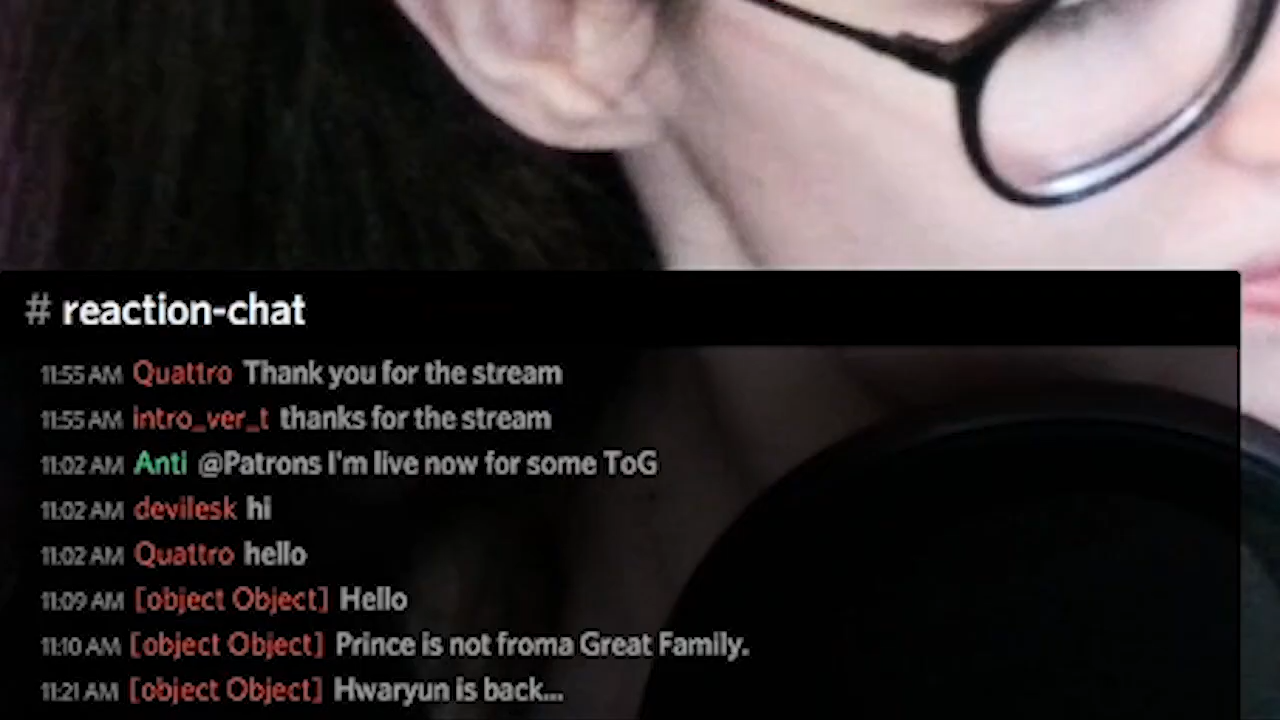 # reaction-chat
11:55 AM Quattro Thank you for the stream
11:55 AM intro_ver_t thanks for the stream
11:02 AM Anti @Patrons I'm live now for some ToG
11:02 AM devilesk hi
11:02 AM Quattro hello
11:09 AM [object Object] Hello
11:10 AM [object Object] Prince is not froma Great Family.
11:21 AM [object Object] Hwaryun is back...